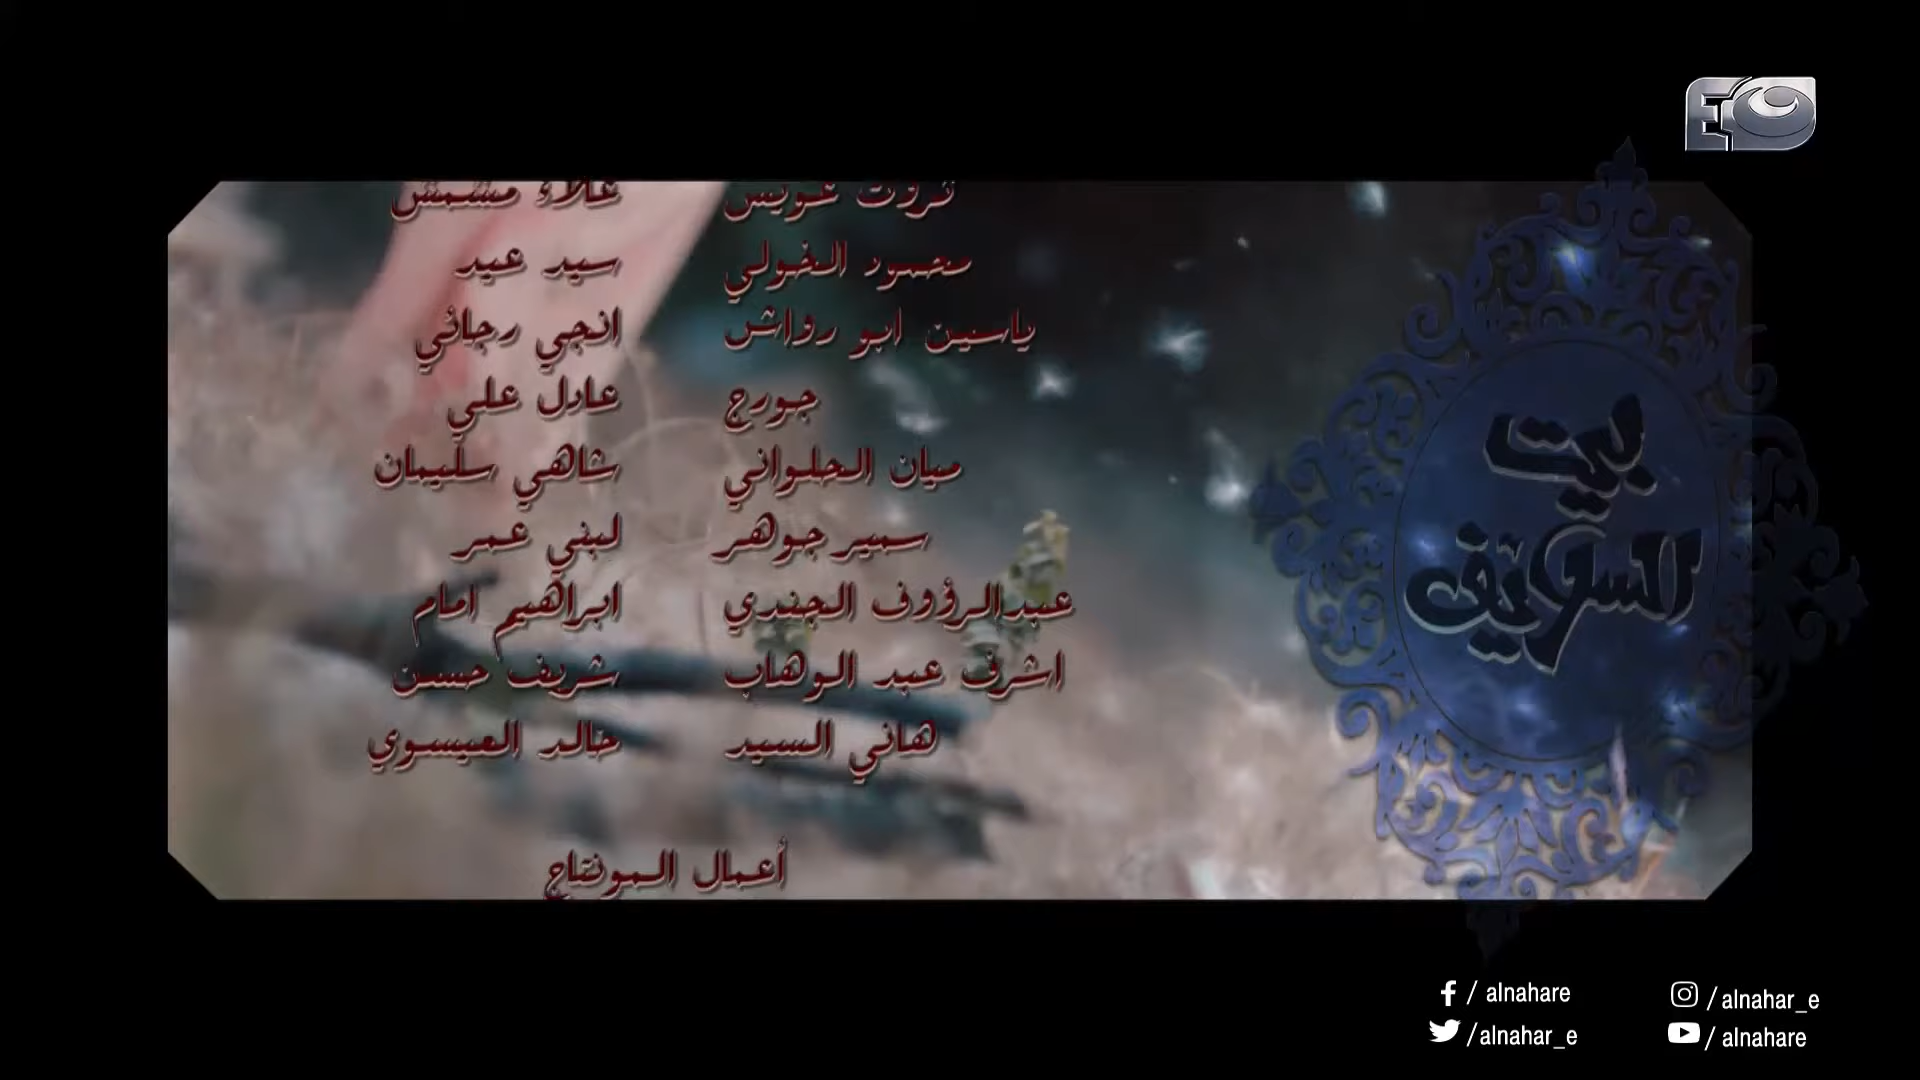 ثروت عويس علاء مشمش
محمود الخولي سيد عيد
ياسين ابو رواش انجي رجائي
جورج عادل علي
ميان الحلواني شاهي سليمان
سمير جوهر لبني عمر
عبدالرؤوف الجندي ابراهيم امام
اشرف عبد الوهاب شريف حسن
هاني السيد خالد العيسوي
أعمال المونتاج
بيت
السويفي
/ alnahare
/alnahar_e
/alnahar_e
/ alnahare